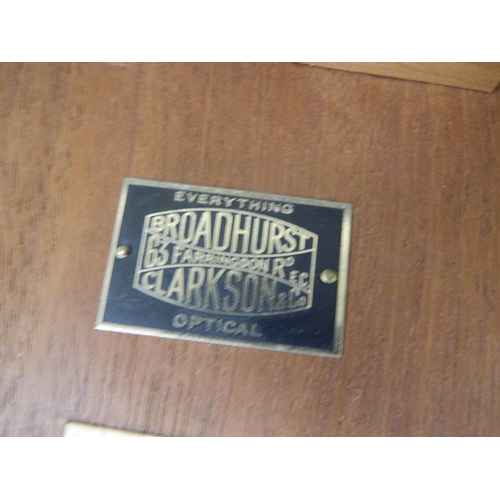 EVERYTHING
BROADHURST
63 FARRINGDON RD E.C.
CLARKSON & CO
OPTICAL